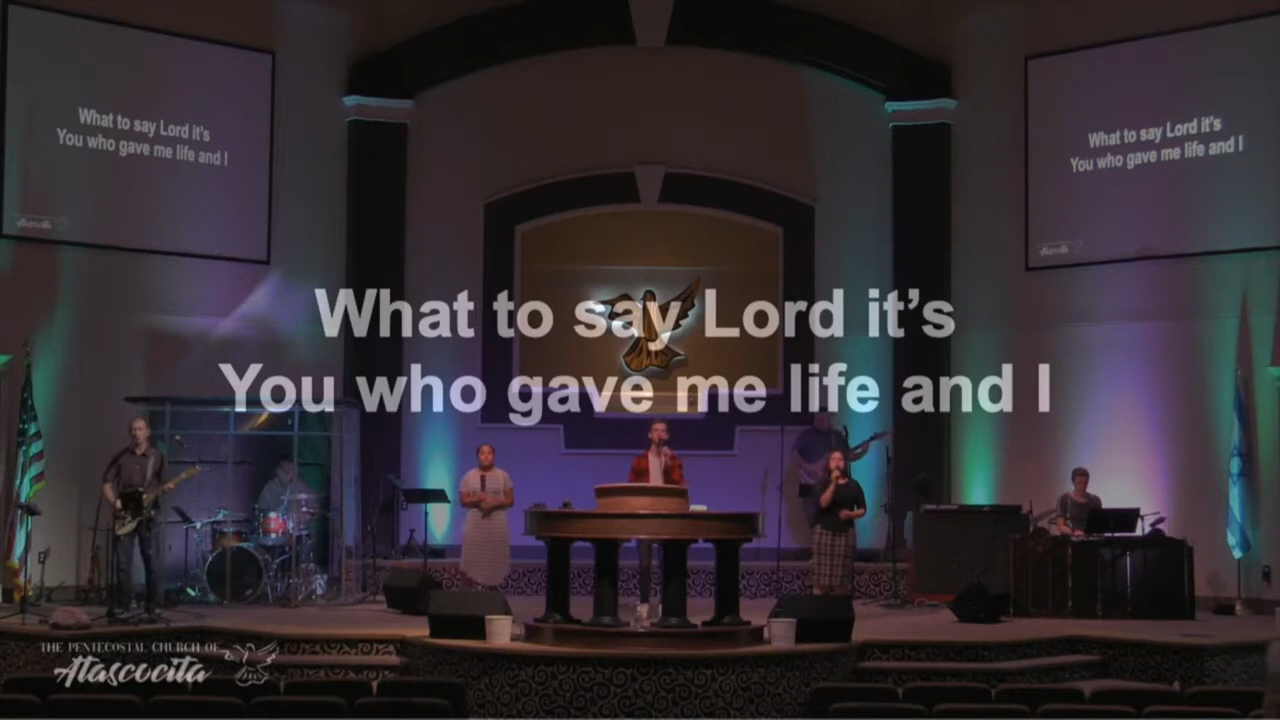 What to say Lord it's
You who gave me life and I
What to say Lord it's
You who gave me life and I
What to say Lord it’s
You who gave me life and I
THE PENTECOSTAL CHURCH OF
Atascocita